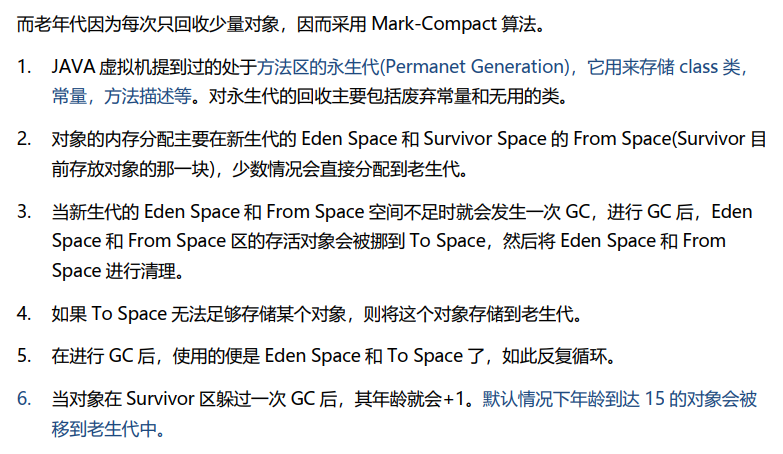 而老年代因为每次只回收少量对象，因而采用 Mark-Compact 算法。
1. JAVA 虚拟机提到过的处于方法区的永生代(Permanet Generation)，它用来存储 class 类，
常量，方法描述等。对永生代的回收主要包括废弃常量和无用的类。
2. 对象的内存分配主要在新生代的 Eden Space 和 Survivor Space 的 From Space(Survivor 目
前存放对象的那一块)，少数情况会直接分配到老生代。
3. 当新生代的 Eden Space 和 From Space 空间不足时就会发生一次 GC，进行 GC 后，Eden
Space 和 From Space 区的存活对象会被挪到 To Space，然后将 Eden Space 和 From
Space 进行清理。
4. 如果 To Space 无法足够存储某个对象，则将这个对象存储到老生代。
5. 在进行 GC 后，使用的便是 Eden Space 和 To Space 了，如此反复循环。
6. 当对象在 Survivor 区躲过一次 GC 后，其年龄就会+1。默认情况下年龄到达 15 的对象会被
移到老生代中。